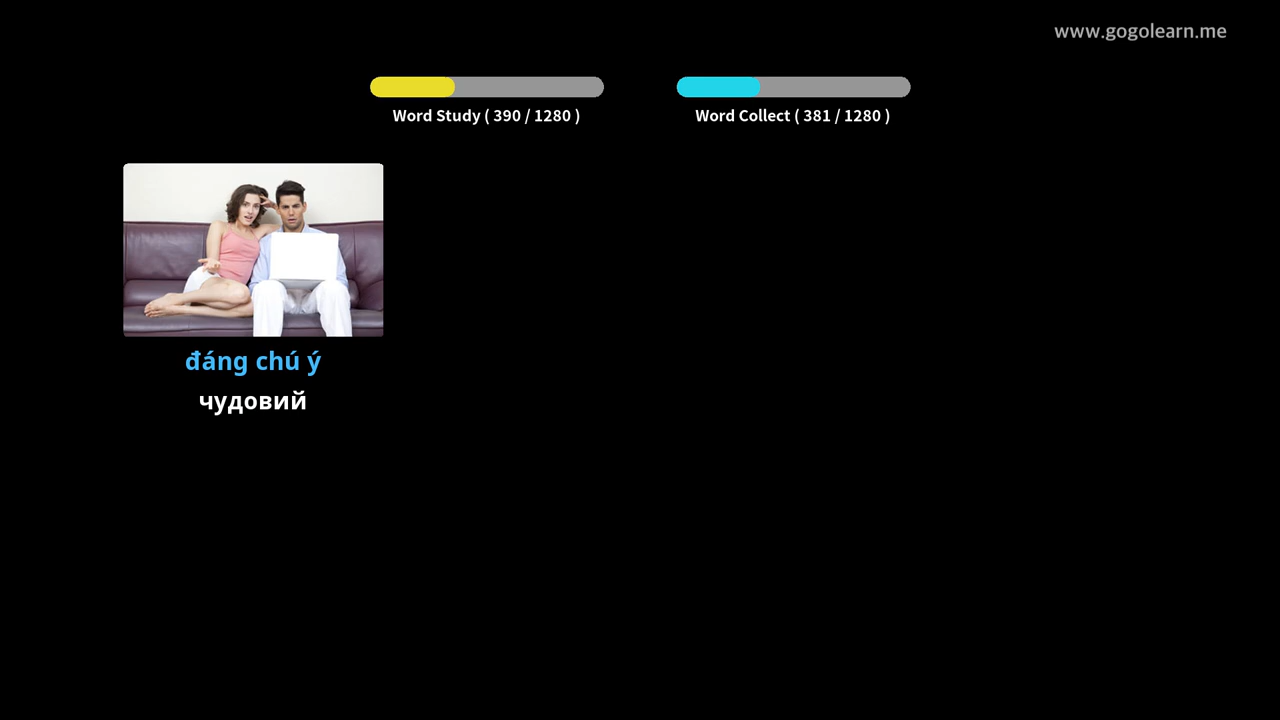 www.gogolearn.me
Word Study ( 390 / 1280 )
Word Collect ( 381 / 1280 )
đáng chú ý
чудовий